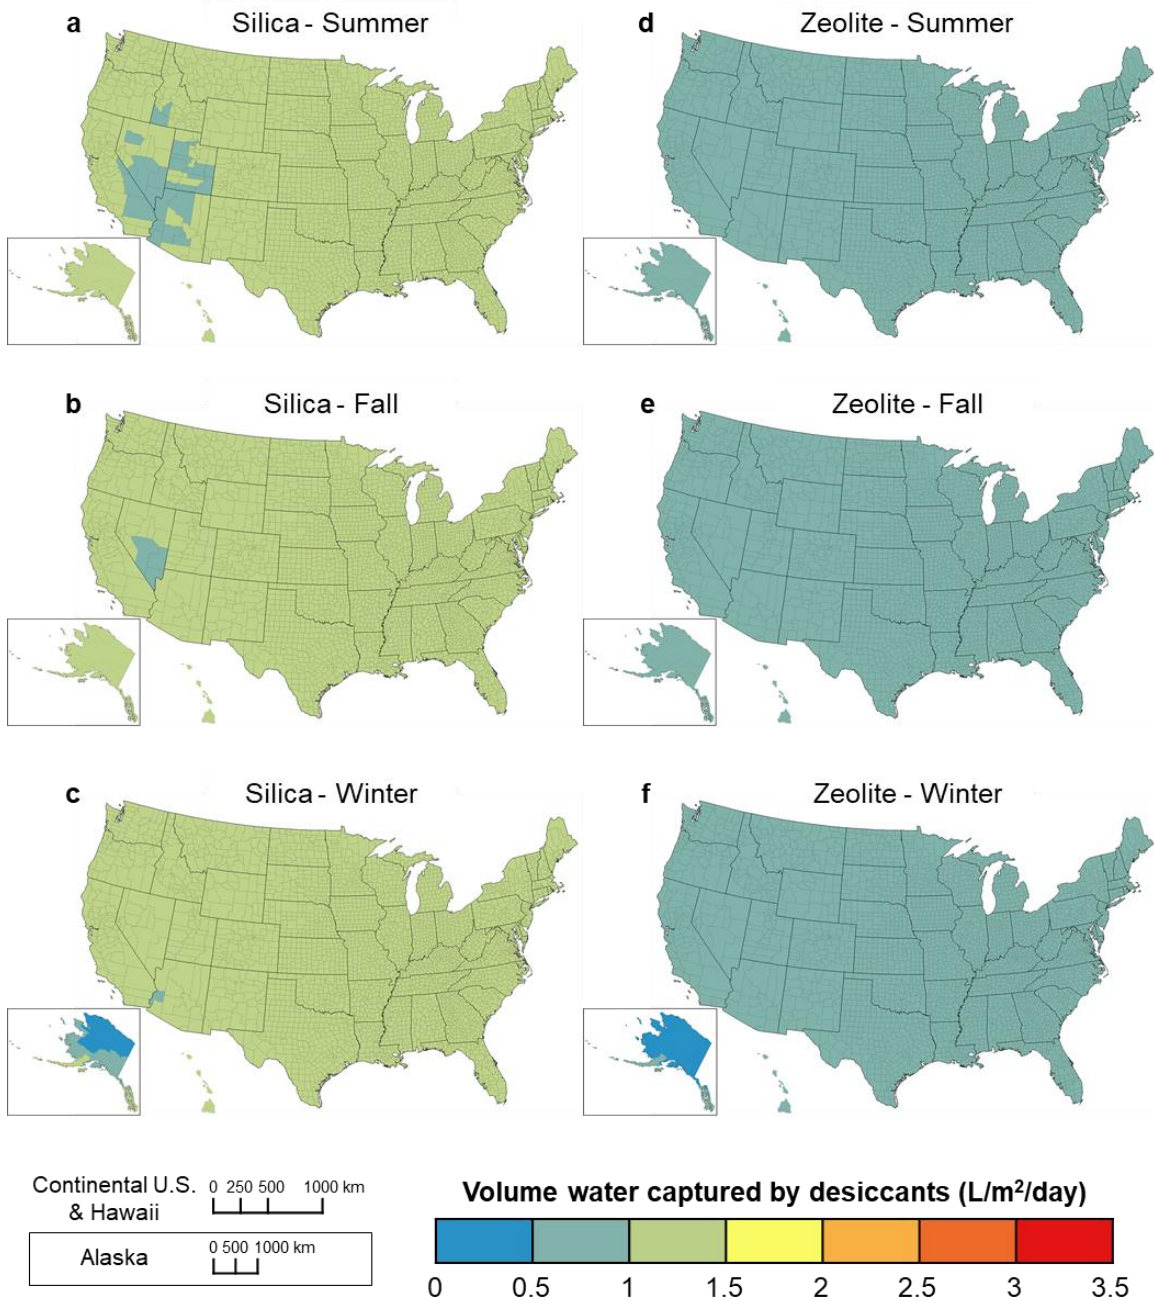 a Silica - Summer
d Zeolite - Summer
b Silica - Fall
e Zeolite - Fall
c Silica - Winter
f Zeolite - Winter
Continental U.S.
& Hawaii
0 250 500 1000 km
Alaska
0 500 1000 km
Volume water captured by desiccants (L/m²/day)
0 0.5 1 1.5 2 2.5 3 3.5